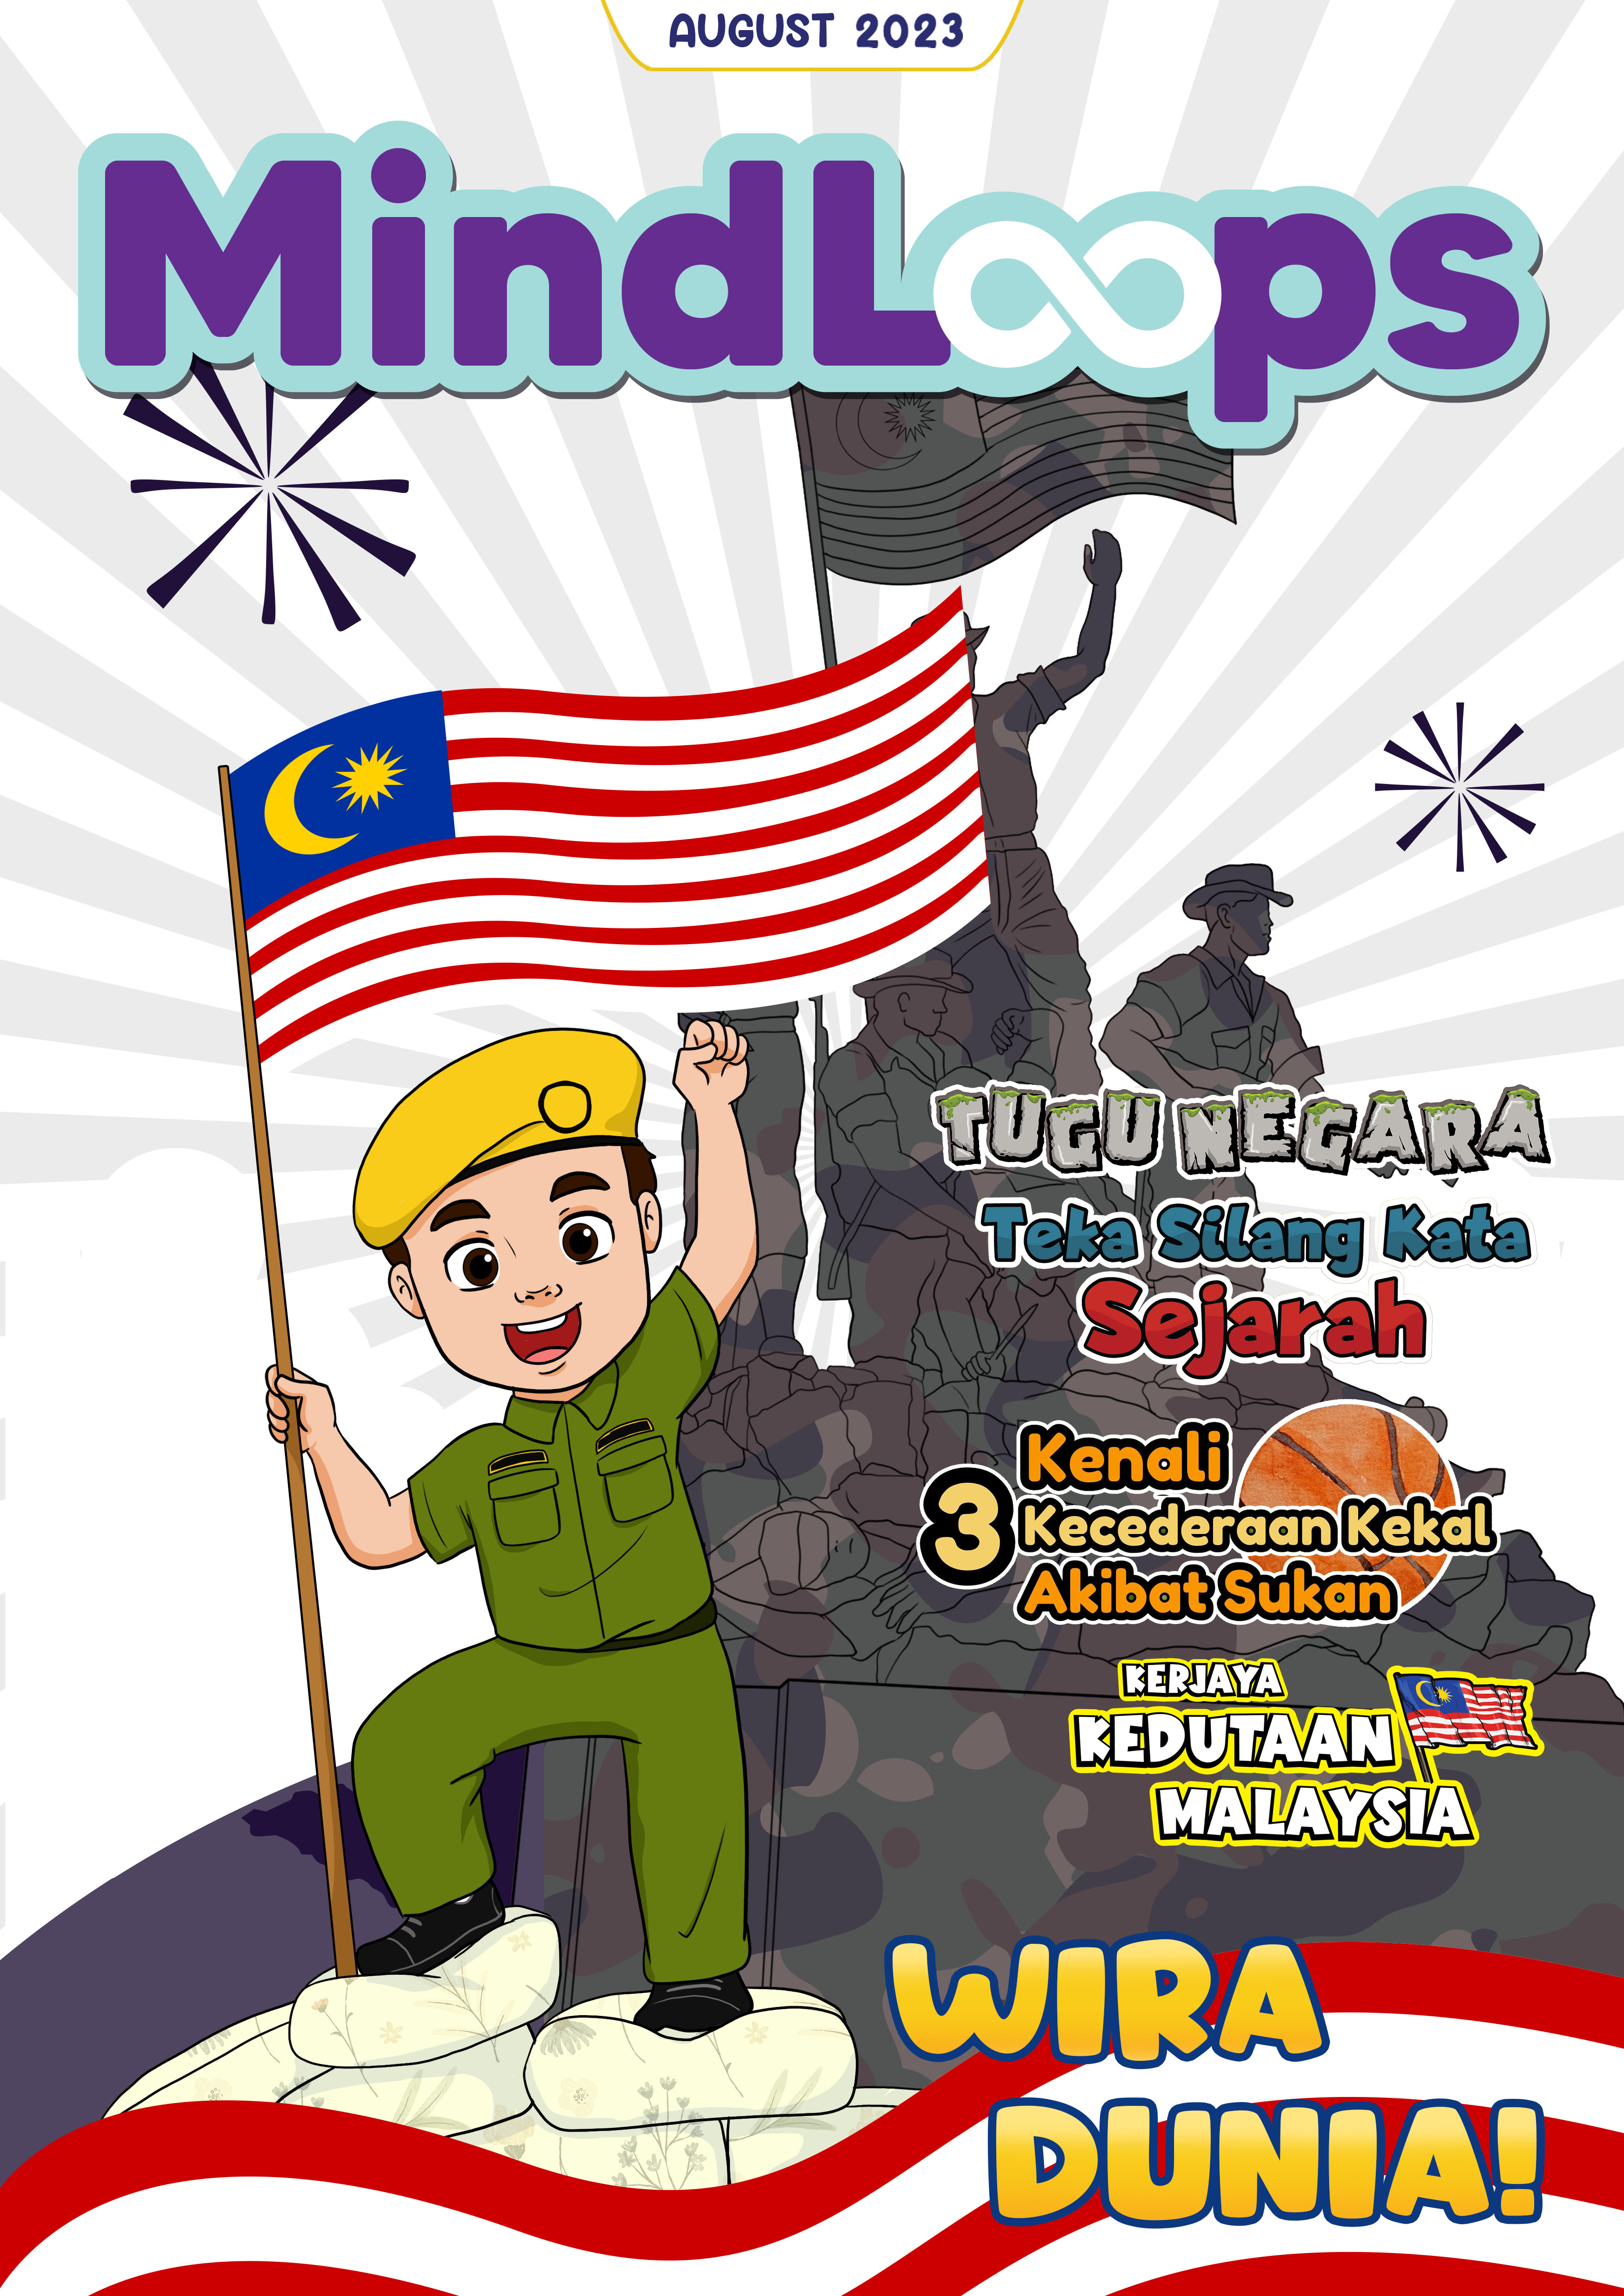 AUGUST 2023
MindLoops
TUGU NEGARA
Teka Silang Kata
Sejarah
Kenali
3 Kecederaan Kekal
Akibat Sukan
KERJAYA
KEDUTAAN
MALAYSIA
WIRA
DUNIA!